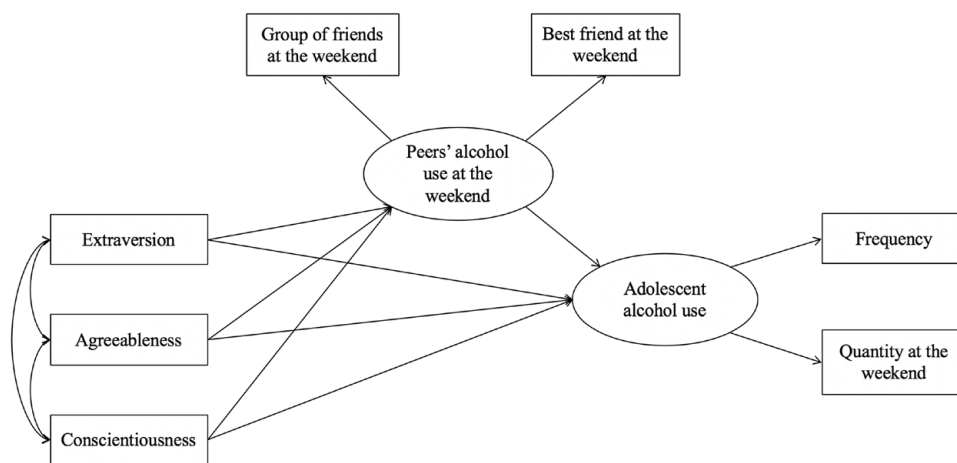 Group of friends
at the weekend
Best friend at the
weekend
Peers’ alcohol
use at the
weekend
Extraversion
Frequency
Adolescent
alcohol use
Agreeableness
Quantity at the
weekend
Conscientiousness